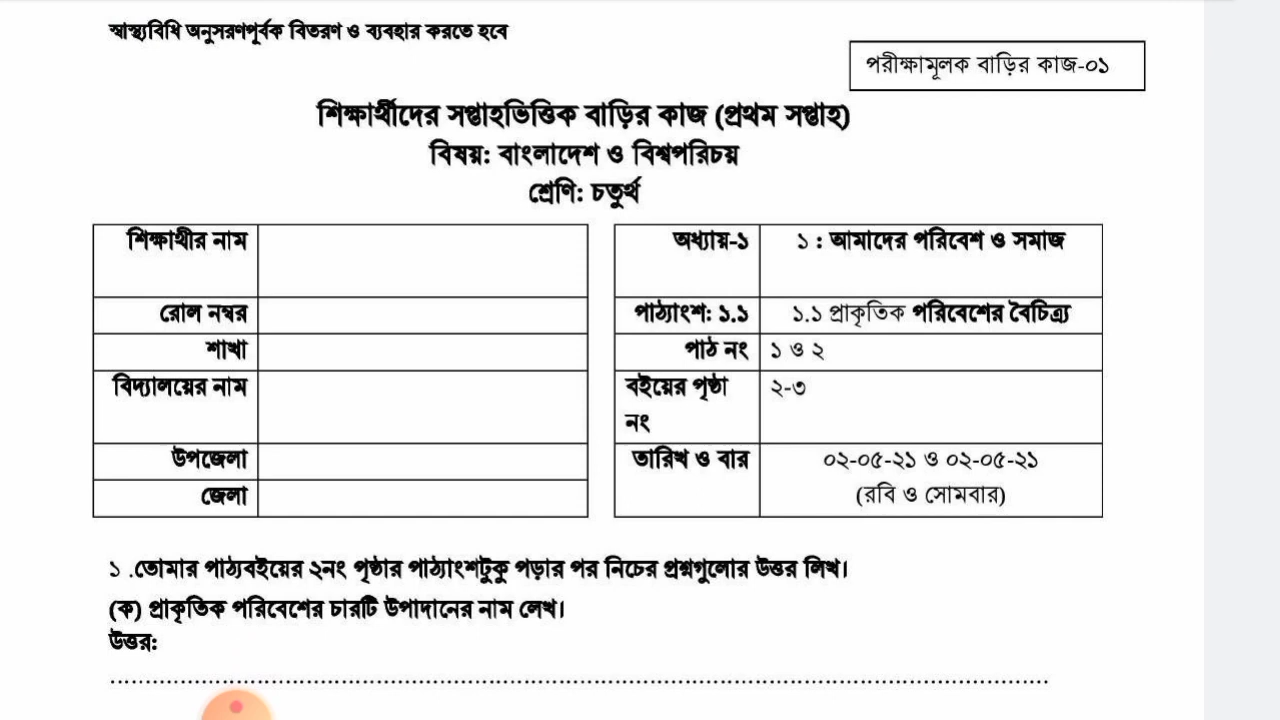 স্বাস্থ্যবিধি অনুসরণপূর্বক বিতরণ ও ব্যবহার করতে হবে
পরীক্ষামূলক বাড়ির কাজ-০১
শিক্ষার্থীদের সপ্তাহভিত্তিক বাড়ির কাজ (প্রথম সপ্তাহ)
বিষয়: বাংলাদেশ ও বিশ্বপরিচয়
শ্রেণি: চতুর্থ
শিক্ষাথীর নাম
রোল নম্বর
শাখা
বিদ্যালয়ের নাম
উপজেলা
জেলা
অধ্যায়-১ ১ : আমাদের পরিবেশ ও সমাজ
পাঠ্যাংশ: ১.১ ১.১ প্রাকৃতিক পরিবেশের বৈচিত্র্য
পাঠ নং ১ ও ২
বইয়ের পৃষ্ঠা ২-৩
নং
তারিখ ও বার ০২-০৫-২১ ও ০২-০৫-২১
(রবি ও সোমবার)
১ .তোমার পাঠ্যবইয়ের ২নং পৃষ্ঠার পাঠ্যাংশটুকু পড়ার পর নিচের প্রশ্নগুলোর উত্তর লিখ।
(ক) প্রাকৃতিক পরিবেশের চারটি উপাদানের নাম লেখ।
উত্তর: